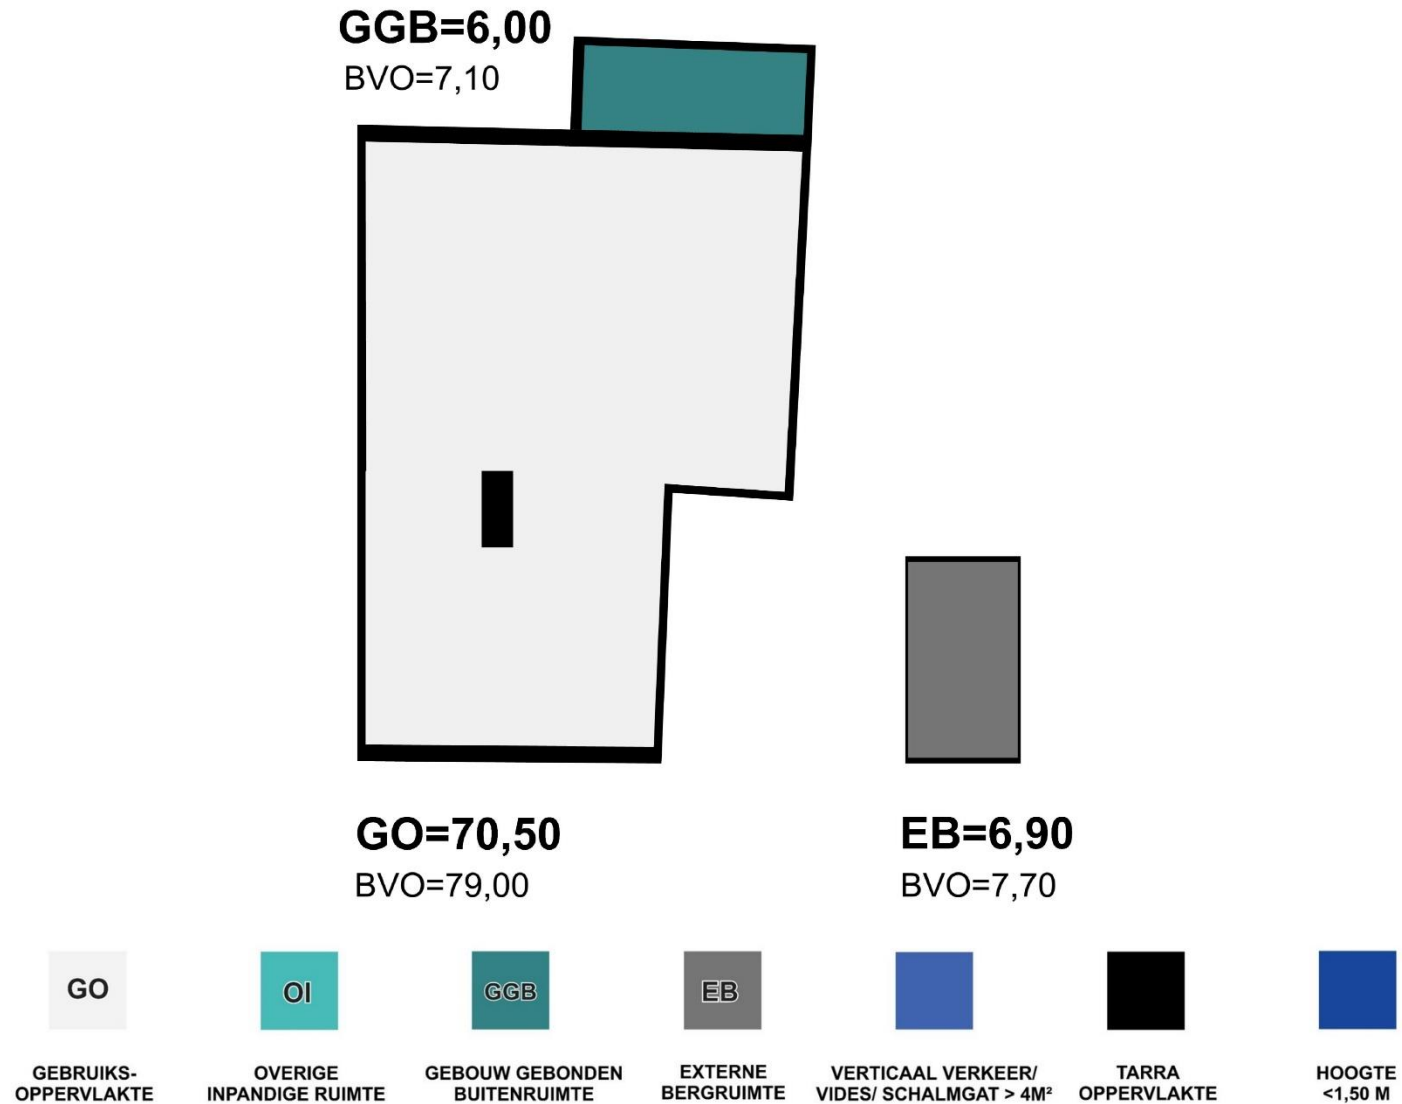 GGB=6,00
BVO=7,10
GO=70,50
BVO=79,00
EB=6,90
BVO=7,70
GO
OI
GGB
EB
GEBRUIKS-
OPPERVLAKTE
OVERIGE
INPANDIGE RUIMTE
GEBOUW GEBONDEN
BUITENRUIMTE
EXTERNE
BERGRUIMTE
VERTICAAL VERKEER/
VIDES/ SCHALMGAT > 4M²
TARRA
OPPERVLAKTE
HOOGTE
<1,50 M